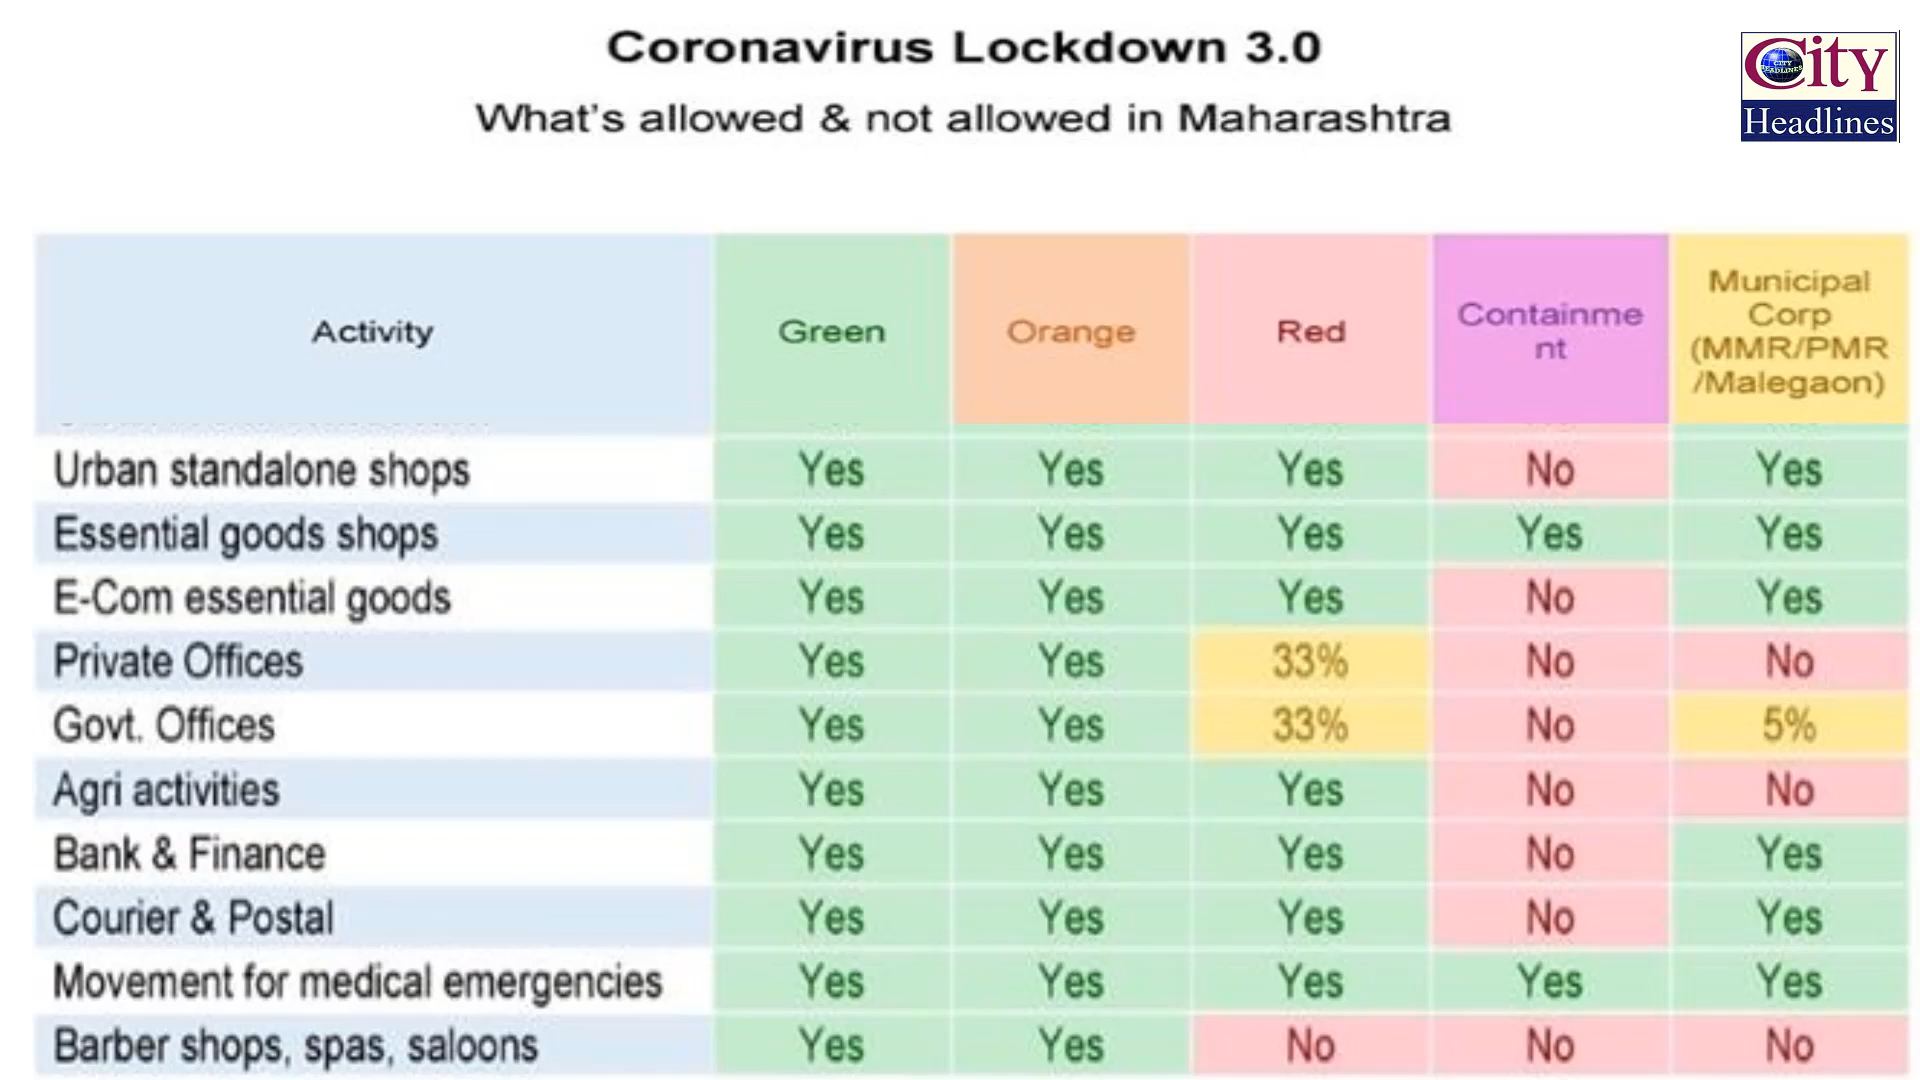 Coronavirus Lockdown 3.0
What's allowed & not allowed in Maharashtra
City
CITY
HEADLINES
Headlines
Activity Green Orange Red Containme
nt Municipal
Corp
(MMR/PMR
/Malegaon)
Urban standalone shops Yes Yes Yes No Yes
Essential goods shops Yes Yes Yes Yes Yes
E-Com essential goods Yes Yes Yes No Yes
Private Offices Yes Yes 33% No No
Govt. Offices Yes Yes 33% No 5%
Agri activities Yes Yes Yes No No
Bank & Finance Yes Yes Yes No Yes
Courier & Postal Yes Yes Yes No Yes
Movement for medical emergencies Yes Yes Yes Yes Yes
Barber shops, spas, saloons Yes Yes No No No